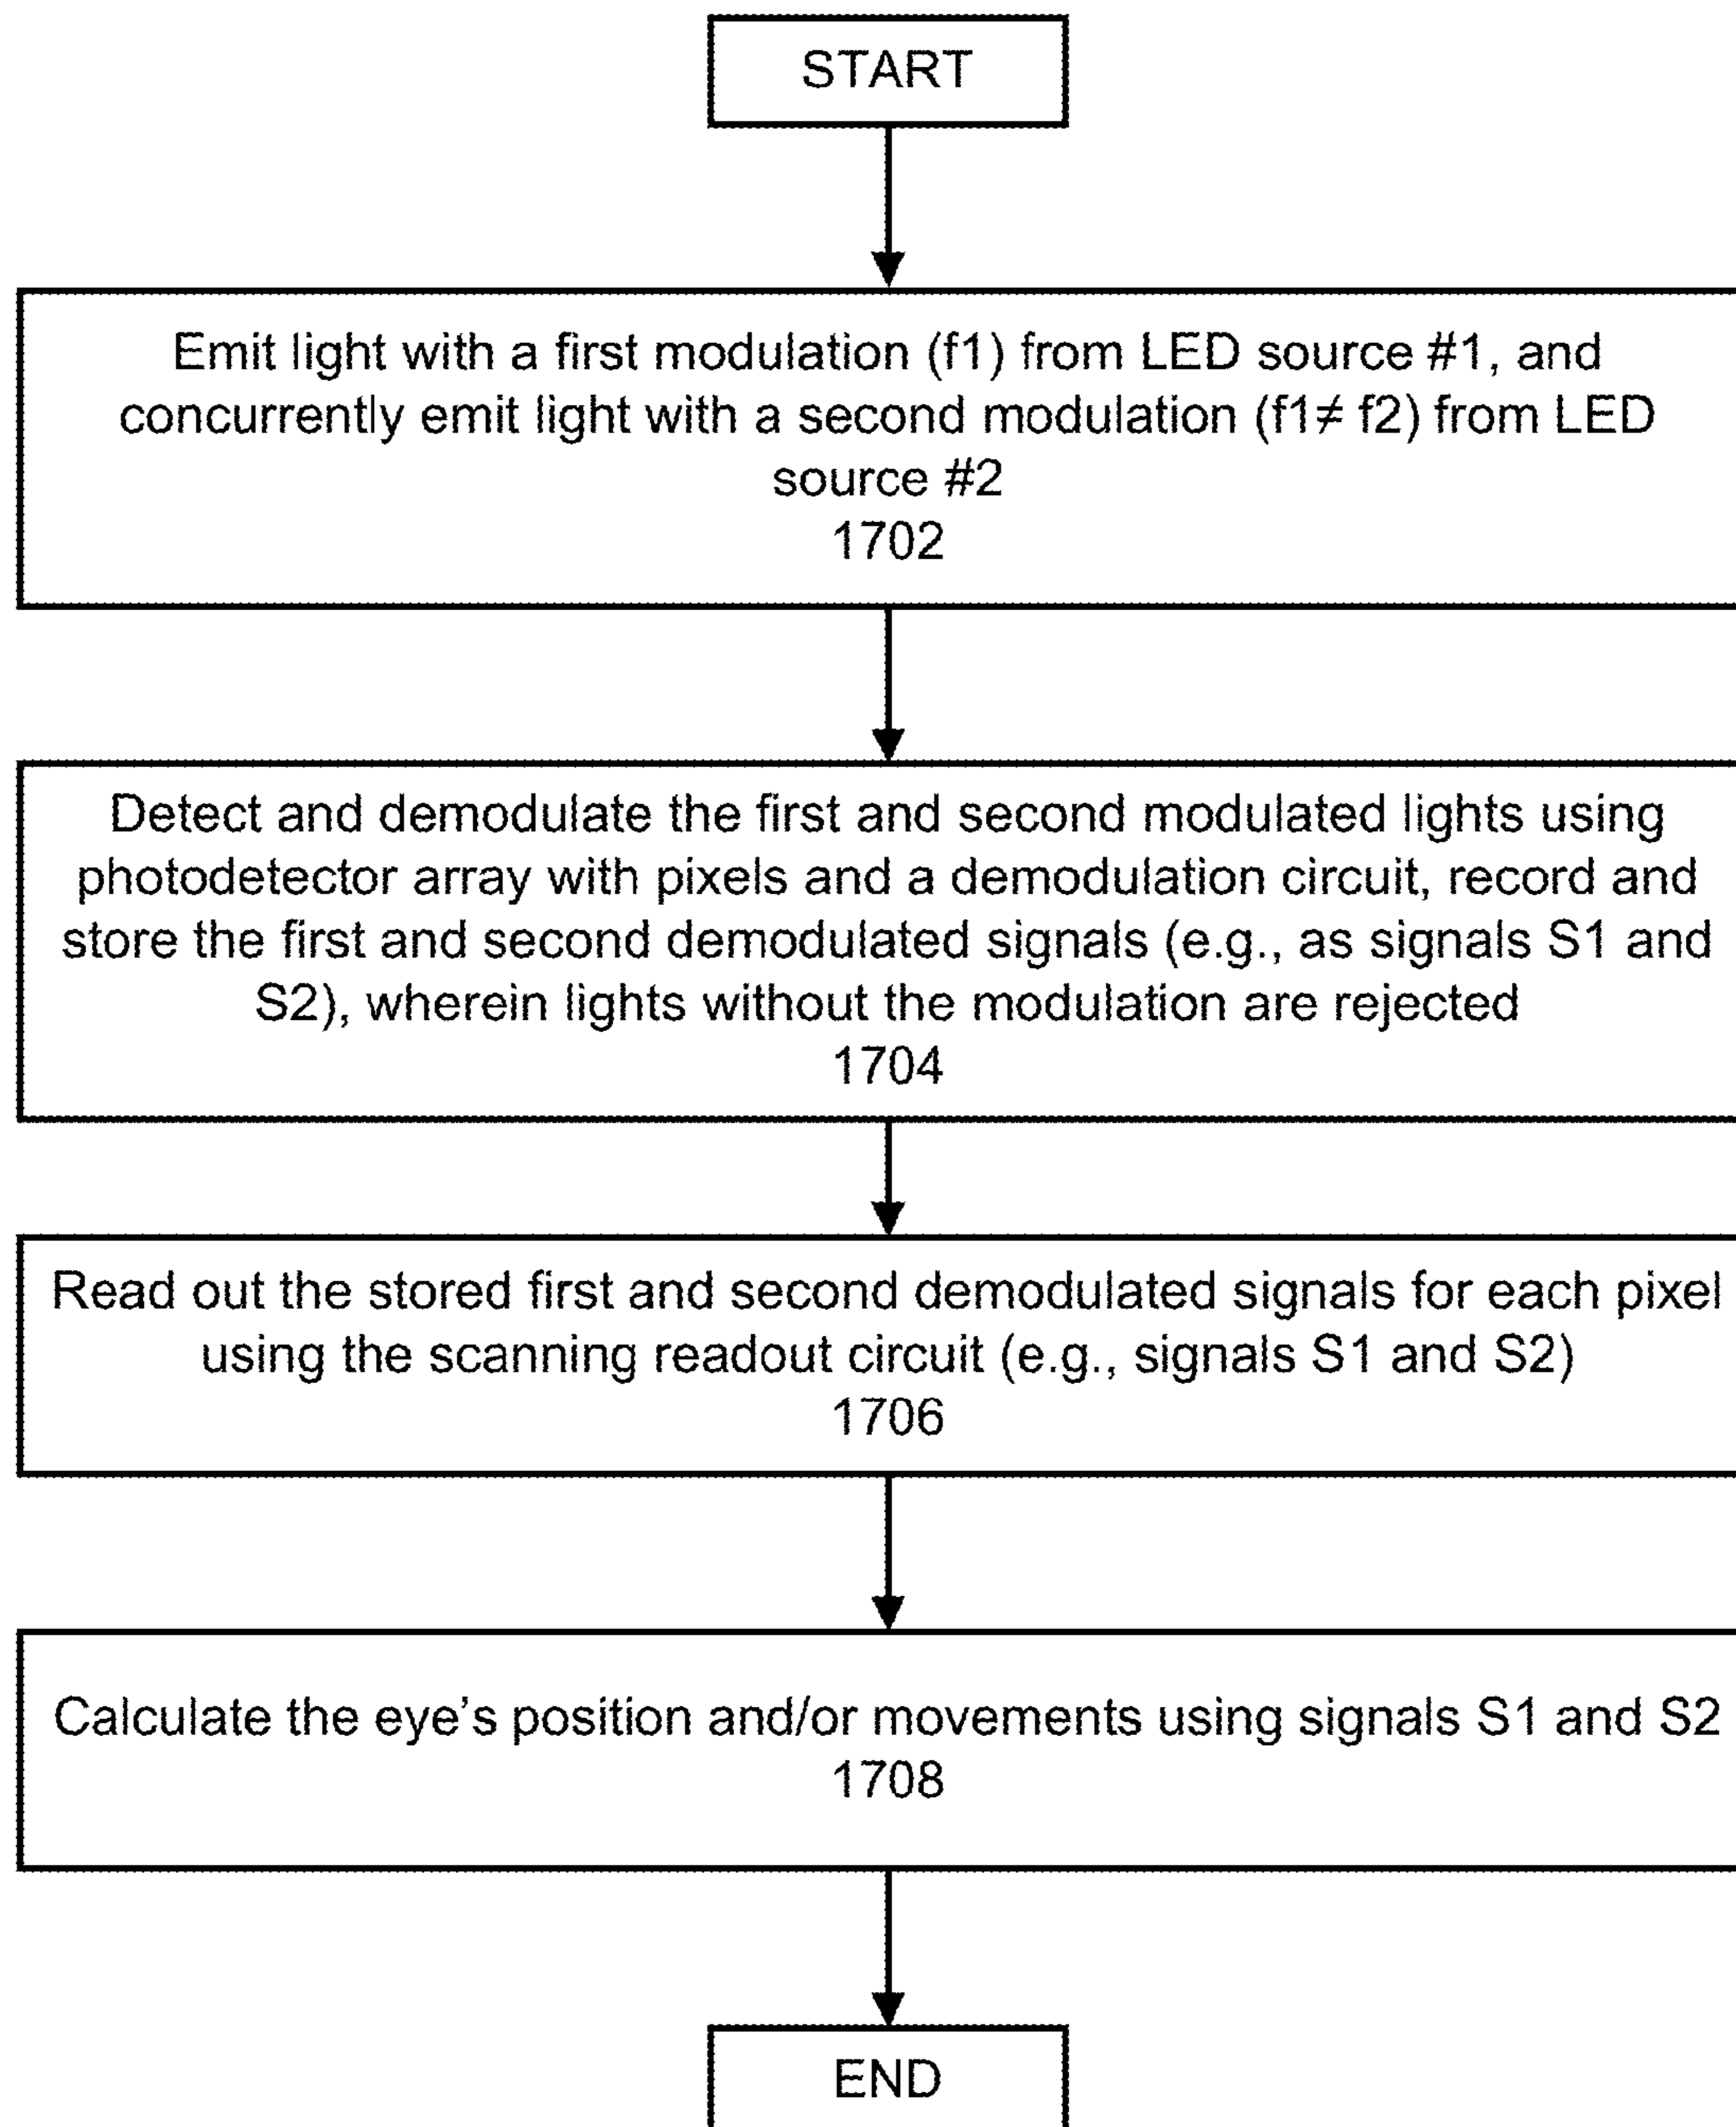 START
Emit light with a first modulation (f1) from LED source #1, and
concurrently emit light with a second modulation (f1≠ f2) from LED
source #2
1702
Detect and demodulate the first and second modulated lights using
photodetector array with pixels and a demodulation circuit, record and
store the first and second demodulated signals (e.g., as signals S1 and
S2), wherein lights without the modulation are rejected
1704
Read out the stored first and second demodulated signals for each pixel
using the scanning readout circuit (e.g., signals S1 and S2)
1706
Calculate the eye's position and/or movements using signals S1 and S2
1708
END